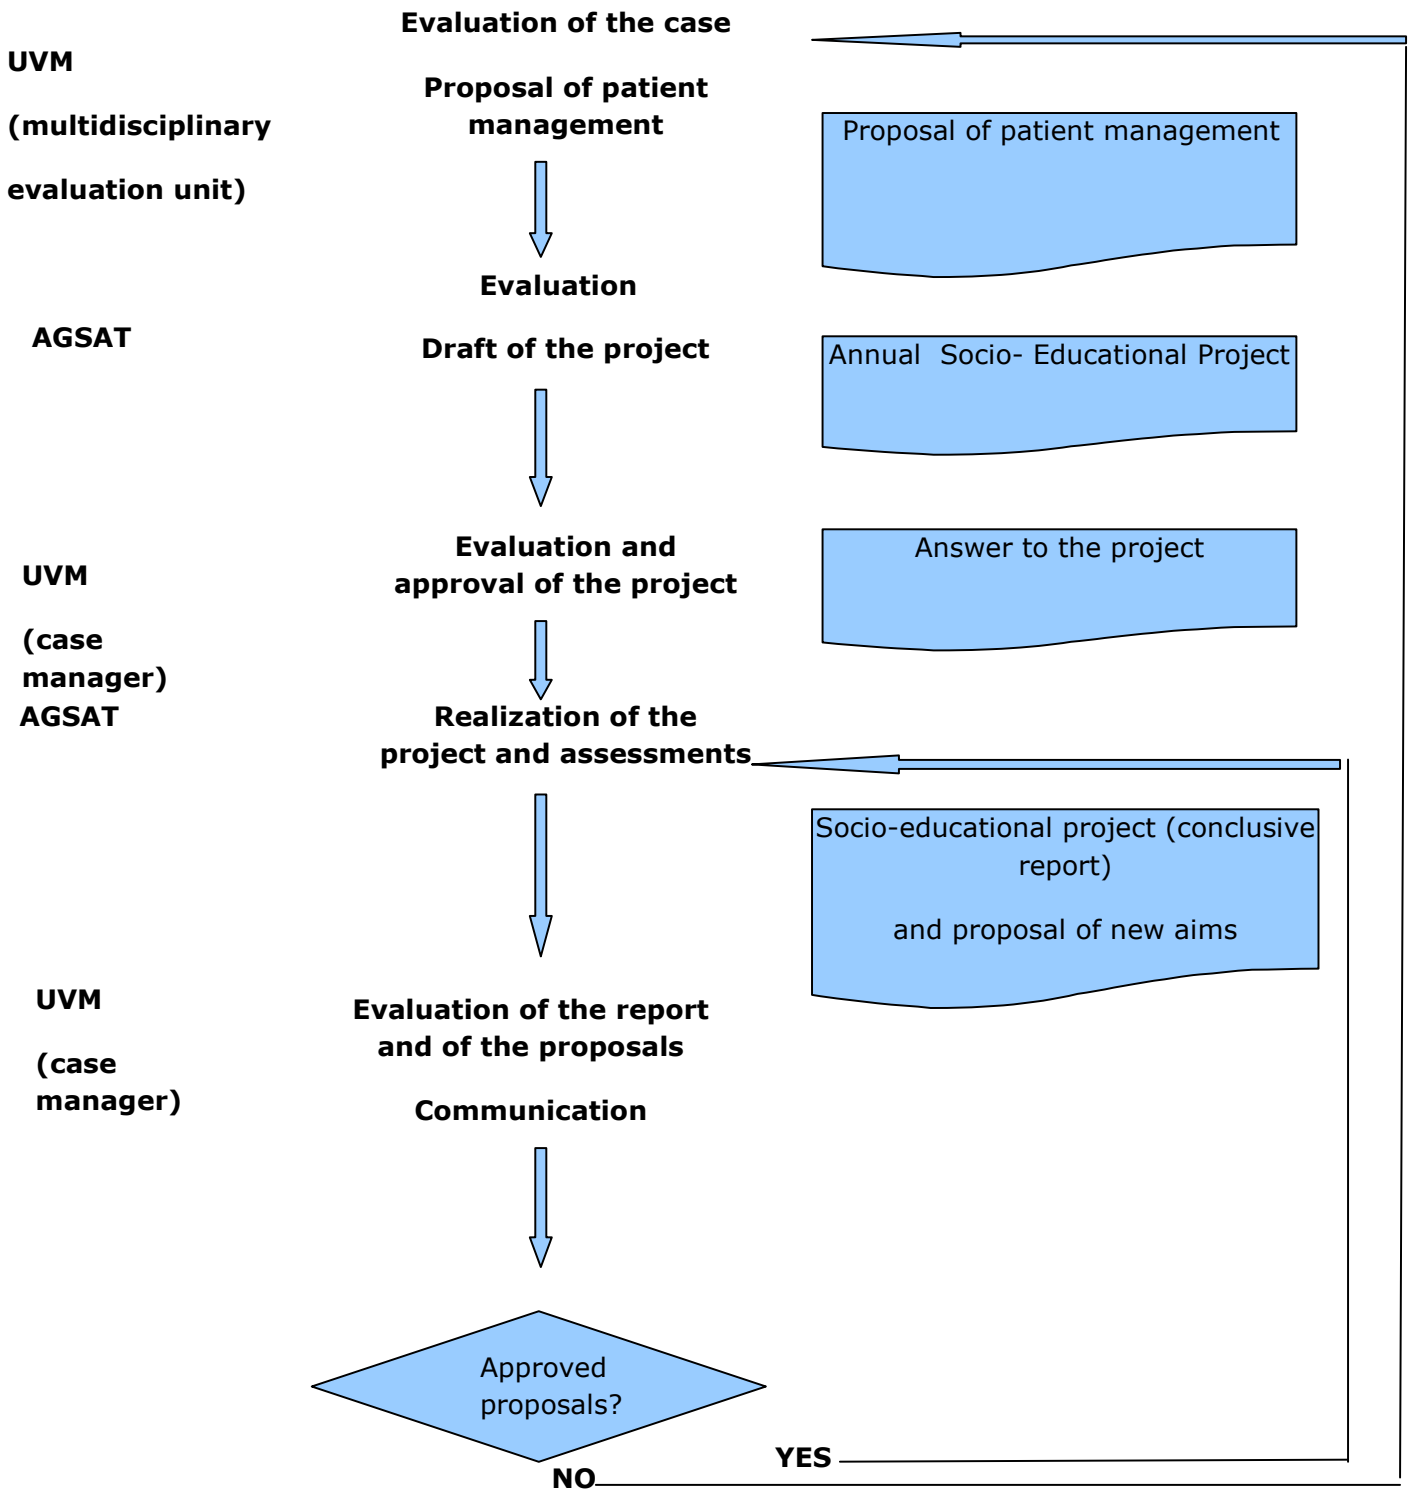 Evaluation of the case
UVM
(multidisciplinary
evaluation unit)
Proposal of patient
management
Proposal of patient management
Evaluation
AGSAT
Draft of the project
Annual Socio- Educational Project
Evaluation and
approval of the project
Answer to the project
UVM
(case
manager)
AGSAT
Realization of the
project and assessments
Socio-educational project (conclusive
report)
and proposal of new aims
UVM
(case
manager)
Evaluation of the report
and of the proposals
Communication
Approved
proposals?
YES
NO